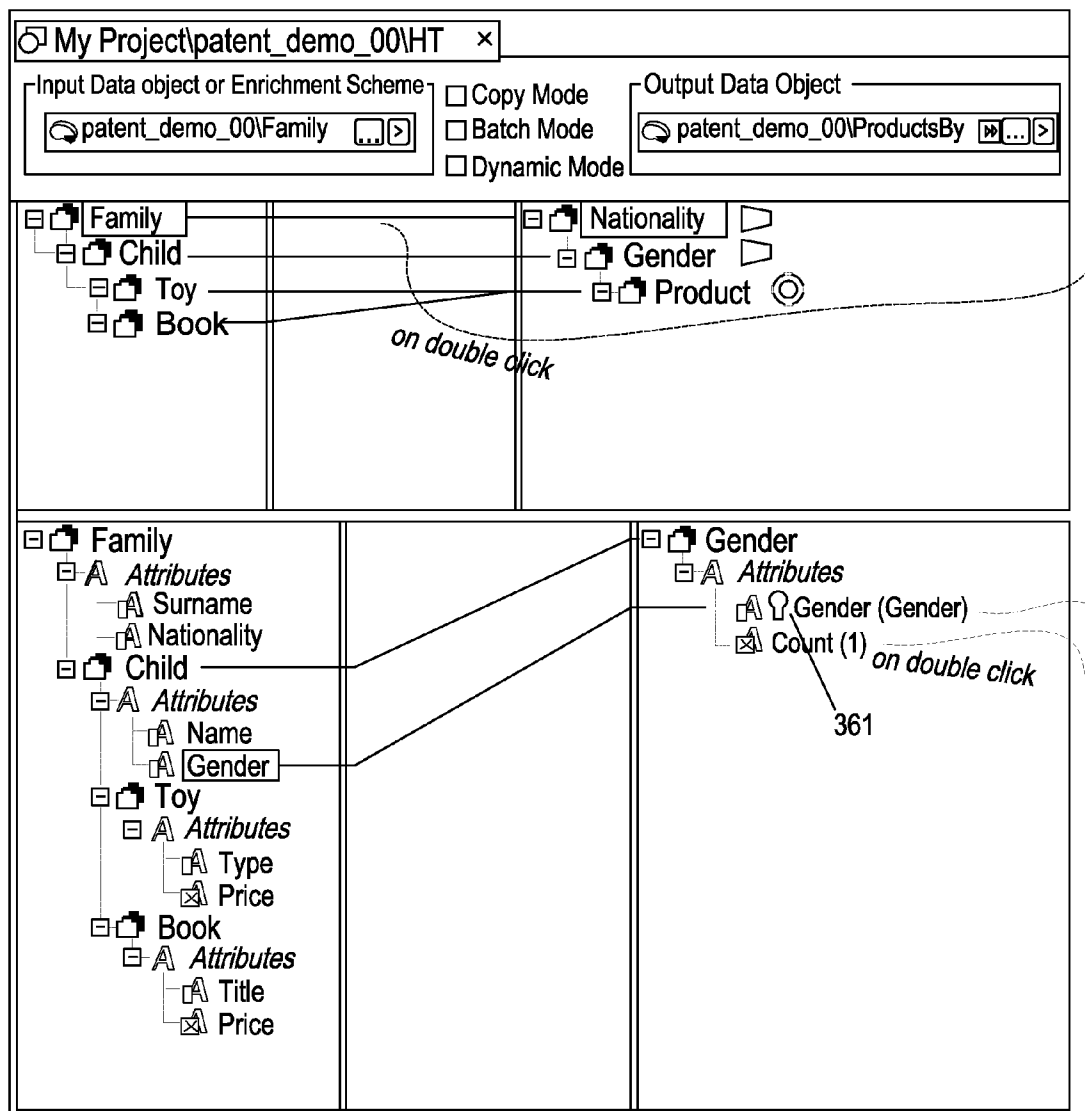 My Project\patent_demo_00\HT ×
Input Data object or Enrichment Scheme
patent_demo_00\Family ... >
Copy Mode
Batch Mode
Dynamic Mode
Output Data Object
patent_demo_00\ProductsBy ... >
Family
Child
Toy
Book
Nationality
Gender
Product
on double click
Family
Attributes
Surname
Nationality
Child
Attributes
Name
Gender
Toy
Attributes
Type
Price
Book
Attributes
Title
Price
Gender
Attributes
Gender (Gender)
Count (1)
on double click
361